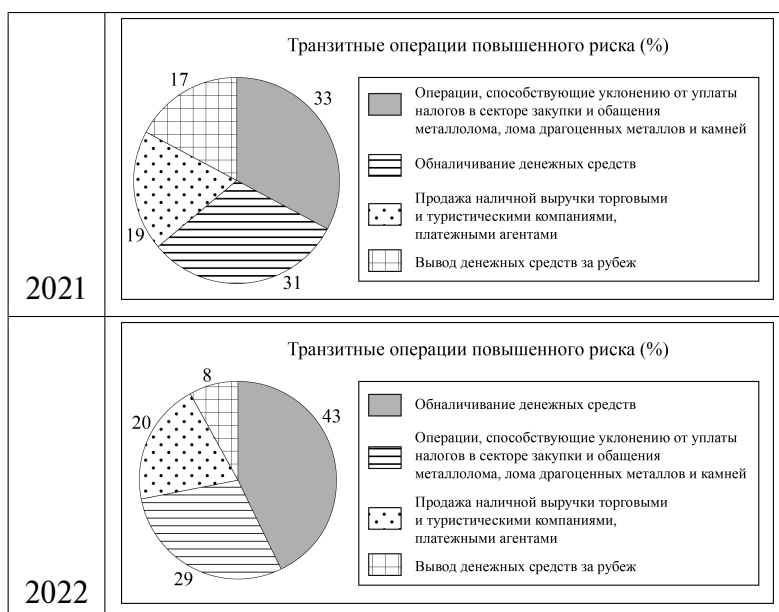 2021
Транзитные операции повышенного риска (%)
17
33
19
31
Операции, способствующие уклонению от уплаты
налогов в секторе закупки и обащения
металлолома, лома драгоценных металлов и камней
Обналичивание денежных средств
Продажа наличной выручки торговыми
и туристическими компаниями,
платежными агентами
Вывод денежных средств за рубеж
2022
Транзитные операции повышенного риска (%)
8
43
20
29
Обналичивание денежных средств
Операции, способствующие уклонению от уплаты
налогов в секторе закупки и обащения
металлолома, лома драгоценных металлов и камней
Продажа наличной выручки торговыми
и туристическими компаниями,
платежными агентами
Вывод денежных средств за рубеж